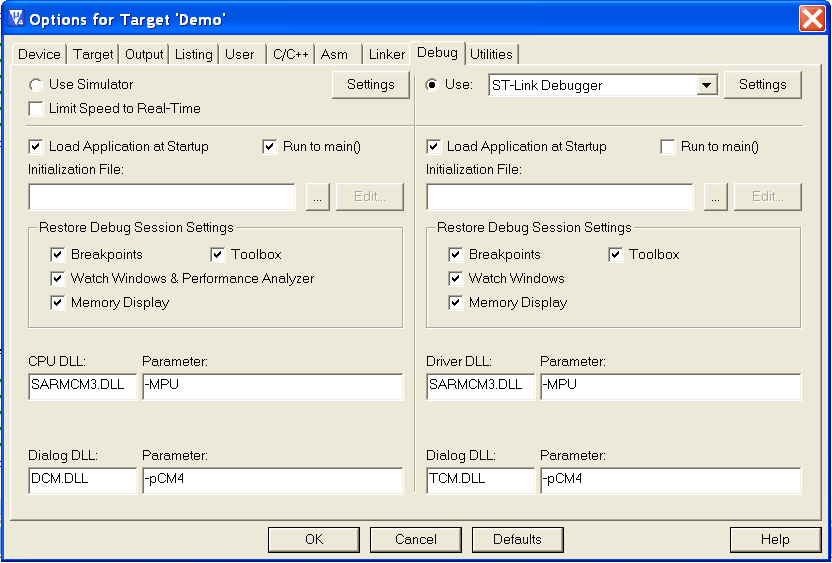 Options for Target 'Demo'
Device Target Output Listing User C/C++ Asm Linker Debug Utilities
Use Simulator Settings
Limit Speed to Real-Time
Load Application at Startup Run to main()
Initialization File:
... Edit...
Restore Debug Session Settings
Breakpoints Toolbox
Watch Windows & Performance Analyzer
Memory Display
CPU DLL: Parameter:
SARMCM3.DLL -MPU
Dialog DLL: Parameter:
DCM.DLL -pCM4
Use: ST-Link Debugger Settings
Load Application at Startup Run to main()
Initialization File:
... Edit...
Restore Debug Session Settings
Breakpoints Toolbox
Watch Windows
Memory Display
Driver DLL: Parameter:
SARMCM3.DLL -MPU
Dialog DLL: Parameter:
TCM.DLL -pCM4
OK Cancel Defaults Help